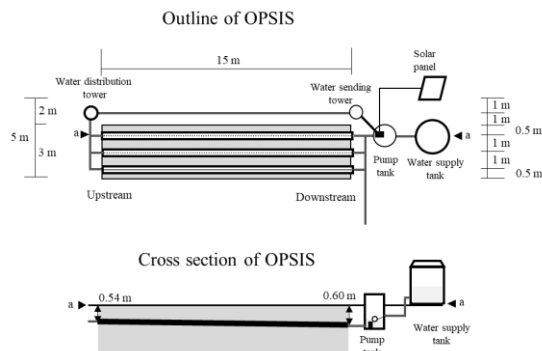 Outline of OPSIS
15 m
Solar
panel
Water distribution
tower
Water sending
tower
2 m
5 m
3 m
a
a
1 m
1 m
0.5 m
1 m
1 m
0.5 m
Pump
tank
Water supply
tank
Upstream
Downstream
Cross section of OPSIS
a
0.54 m
0.60 m
a
Pump
tank
Water supply
tank